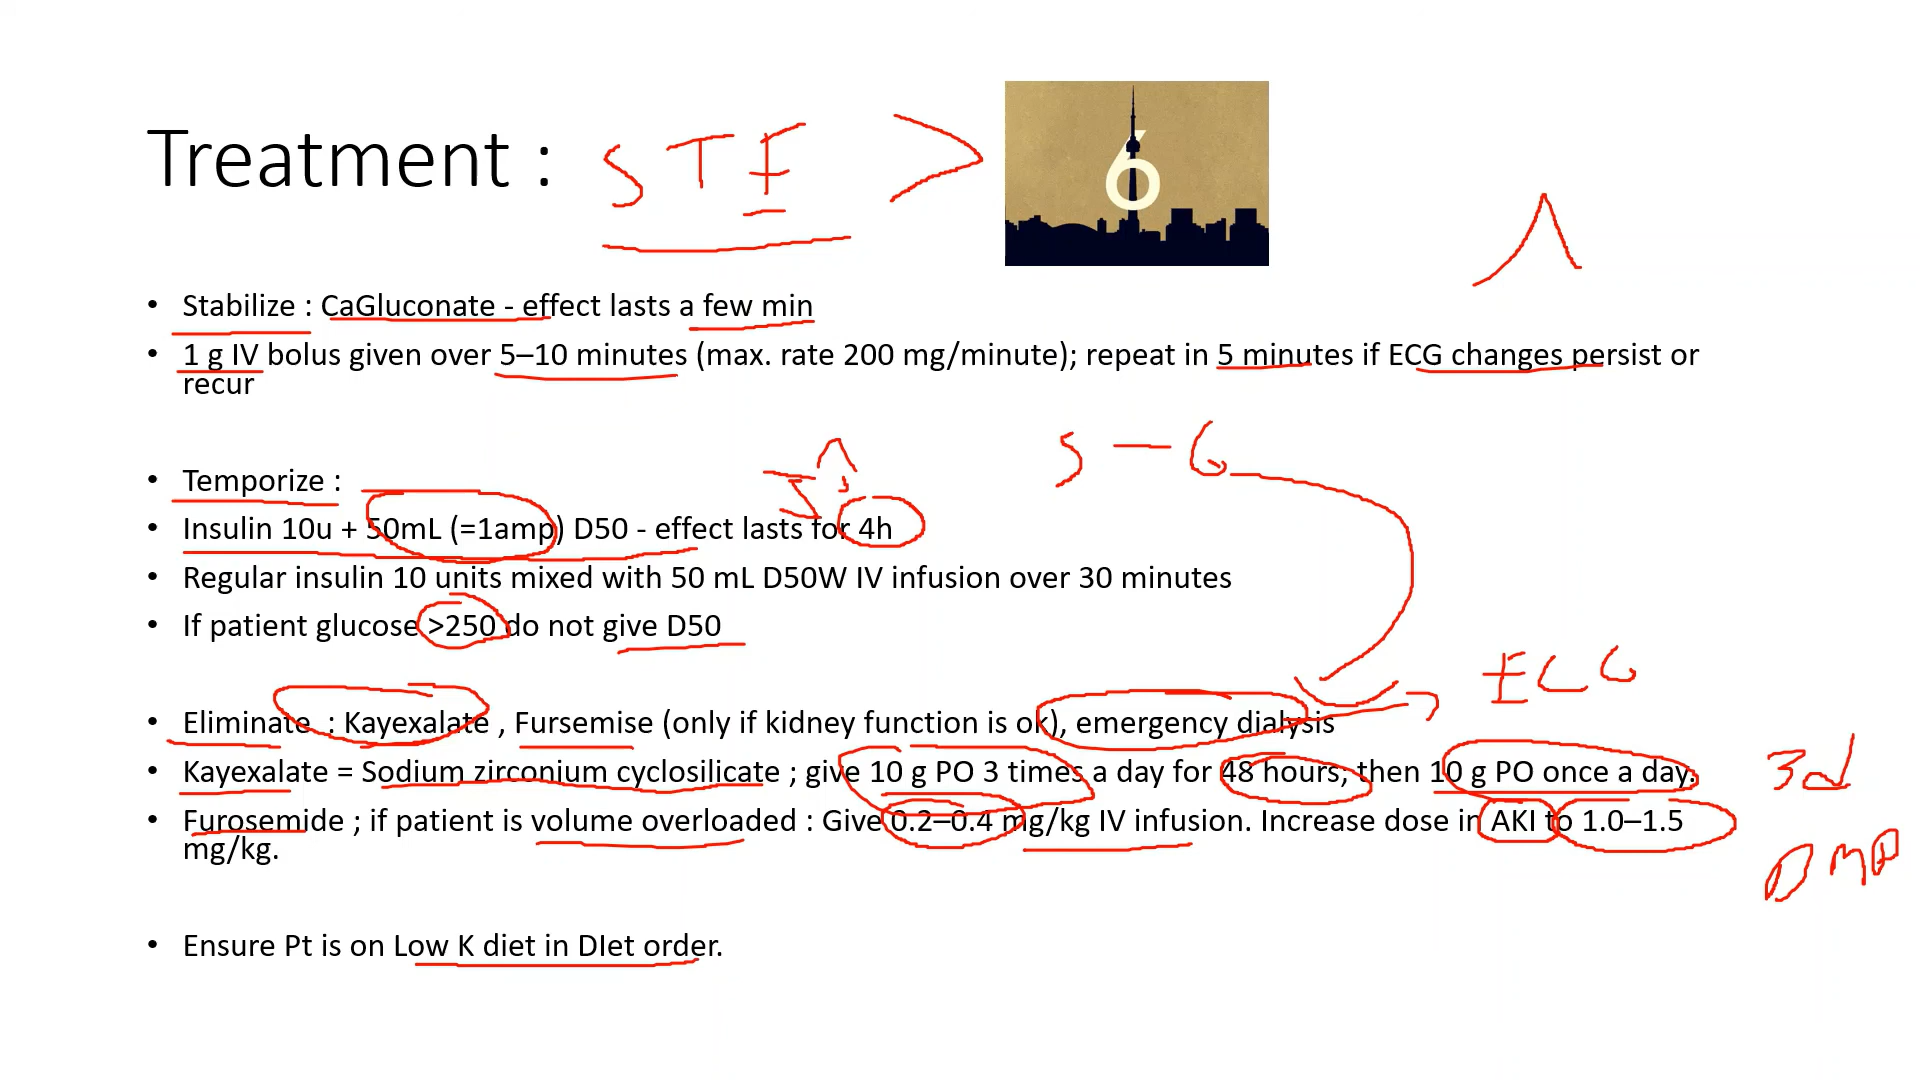 Treatment : STE >
6
• Stabilize : CaGluconate - effect lasts a few min
• 1 g IV bolus given over 5–10 minutes (max. rate 200 mg/minute); repeat in 5 minutes if ECG changes persist or
recur
5 – 6
• Temporize :
• Insulin 10u + 50mL (=1amp) D50 - effect lasts for 4h
• Regular insulin 10 units mixed with 50 mL D50W IV infusion over 30 minutes
• If patient glucose >250 do not give D50
ECG
• Eliminate : Kayexalate , Fursemise (only if kidney function is ok), emergency dialysis
• Kayexalate = Sodium zirconium cyclosilicate ; give 10 g PO 3 times a day for 48 hours, then 10 g PO once a day.
3d
• Furosemide ; if patient is volume overloaded : Give 0.2–0.4 mg/kg IV infusion. Increase dose in AKI to 1.0–1.5
mg/kg.
• Ensure Pt is on Low K diet in DIet order.